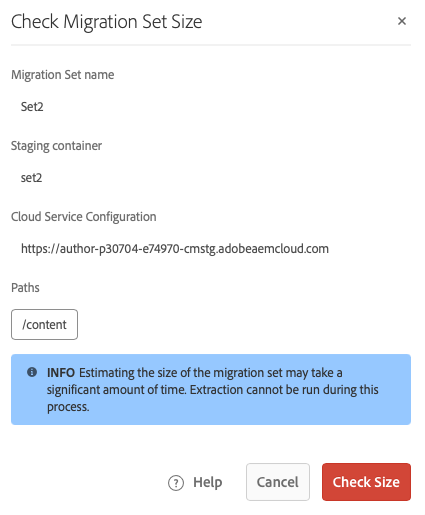 Check Migration Set Size
Migration Set name
Set2
Staging container
set2
Cloud Service Configuration
https://author-p30704-e74970-cmstg.adobeaemcloud.com
Paths
/content
INFO Estimating the size of the migration set may take a
significant amount of time. Extraction cannot be run during this
process.
Help
Cancel
Check Size